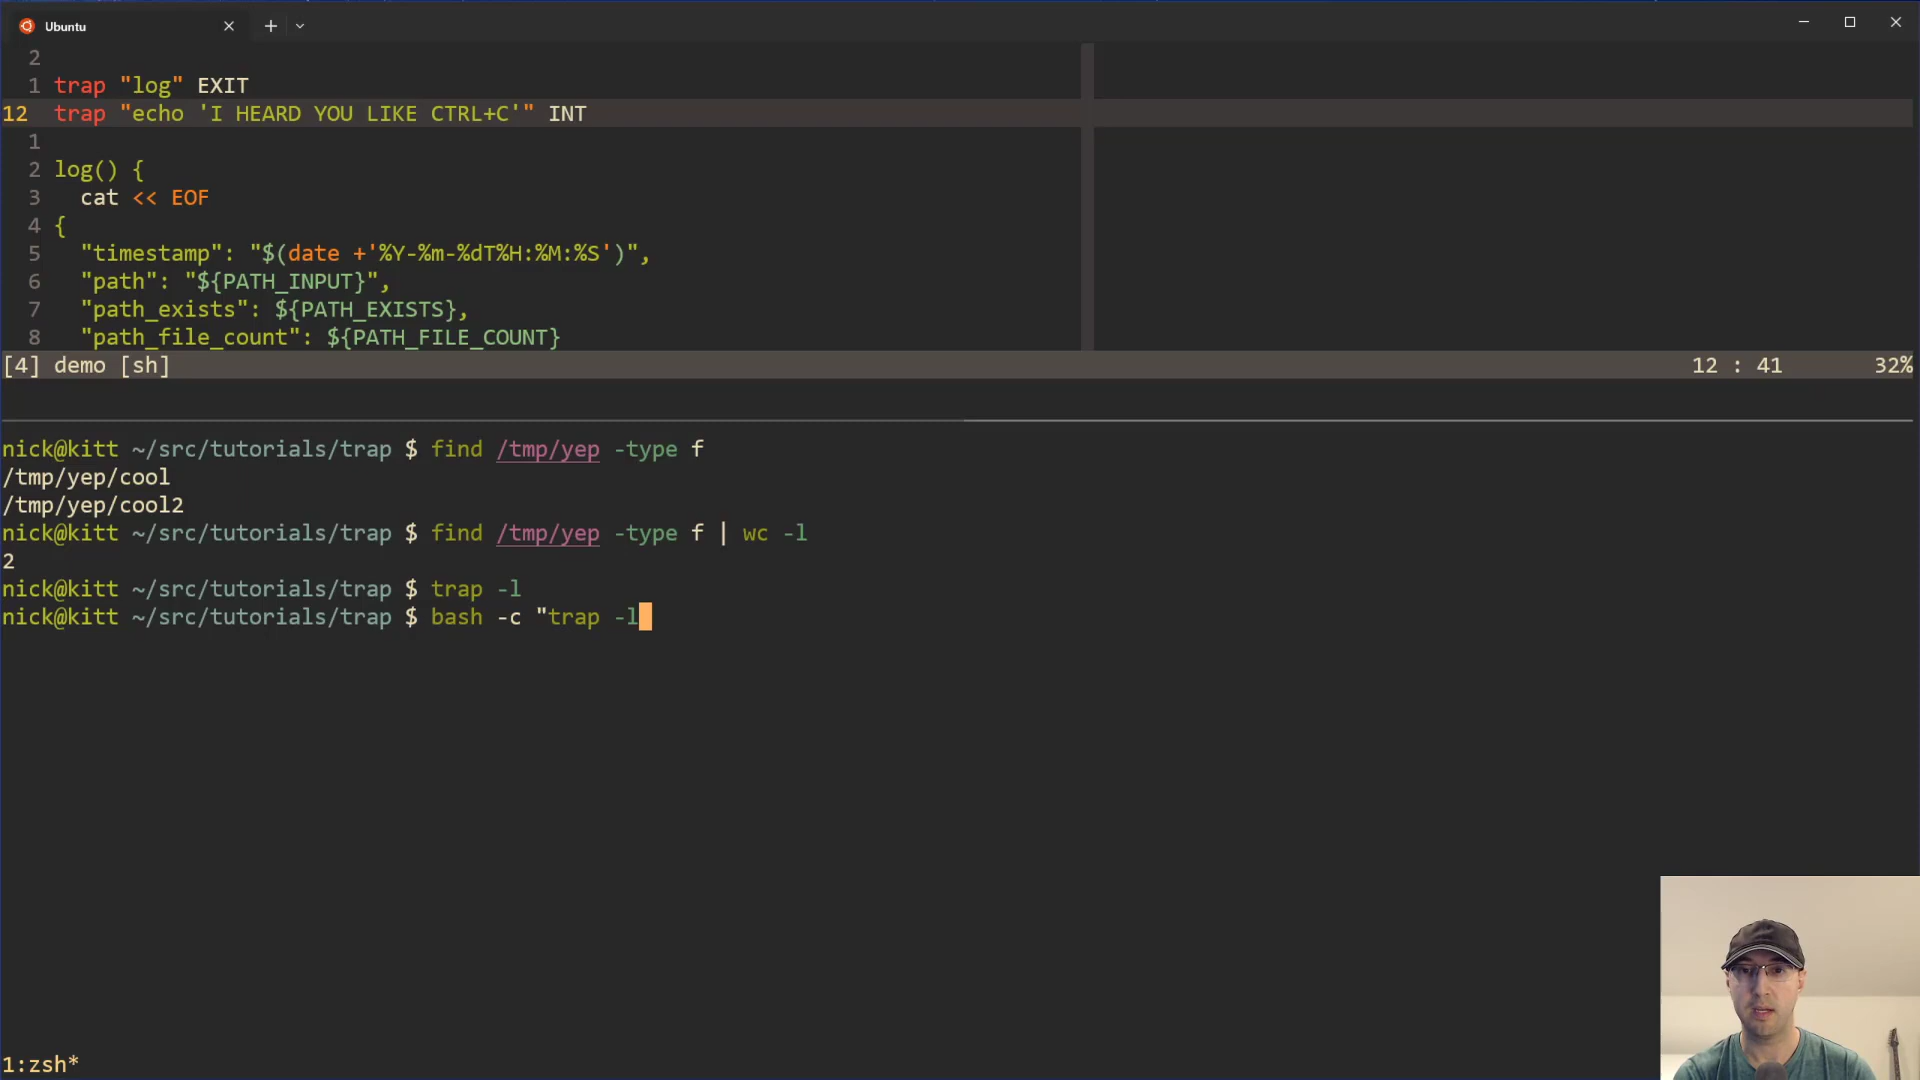 Ubuntu
2
1 trap "log" EXIT
12 trap "echo 'I HEARD YOU LIKE CTRL+C'" INT
1
2 log() {
3 cat << EOF
4 {
5 "timestamp": "$(date +'%Y-%m-%dT%H:%M:%S')",
6 "path": "${PATH_INPUT}",
7 "path_exists": ${PATH_EXISTS},
8 "path_file_count": ${PATH_FILE_COUNT}
[4] demo [sh] 12 : 41 32%
nick@kitt ~/src/tutorials/trap $ find /tmp/yep -type f
/tmp/yep/cool
/tmp/yep/cool2
nick@kitt ~/src/tutorials/trap $ find /tmp/yep -type f | wc -l
2
nick@kitt ~/src/tutorials/trap $ trap -l
nick@kitt ~/src/tutorials/trap $ bash -c "trap -l
1:zsh*